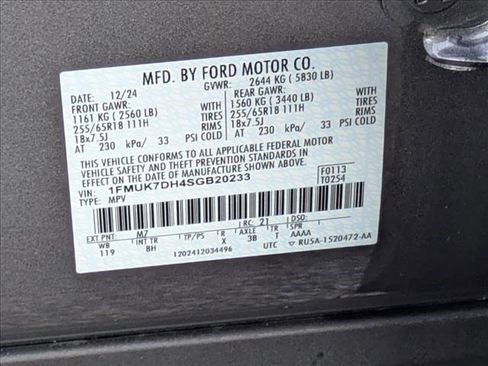 MFD. BY FORD MOTOR CO.
12/24 GVWR: 2644 KG ( 5830 LB)
FRONT GAWR: WITH REAR GAWR: WITH
1161 KG ( 2560 LB) RIMS 1560 KG ( 3440 LB) RIMS
255/65R18 111H 255/65R18 111H
18x7.5J 18x7.5J
AT 230 kPa/ 33 PSI COLD AT 230 kPa/ 33 PSI COLD
THIS VEHICLE CONFORMS TO ALL APPLICABLE FEDERAL MOTOR
VEHICLE SAFETY AND THEFT PREVENTION STANDARDS IN
EFFECT ON THE DATE OF MANUFACTURE SHOWN ABOVE.
VIN: 1FMUK7DH4SGB20233 F0113
TYPE: MPV T0254
EXT PNT: M7 RC: 21 DSO:
WB INT TR TP/PS R AXLE TR SPR
119 8H X 3B T AAAA
1202412034496 UTC RU5A-1520472-AA